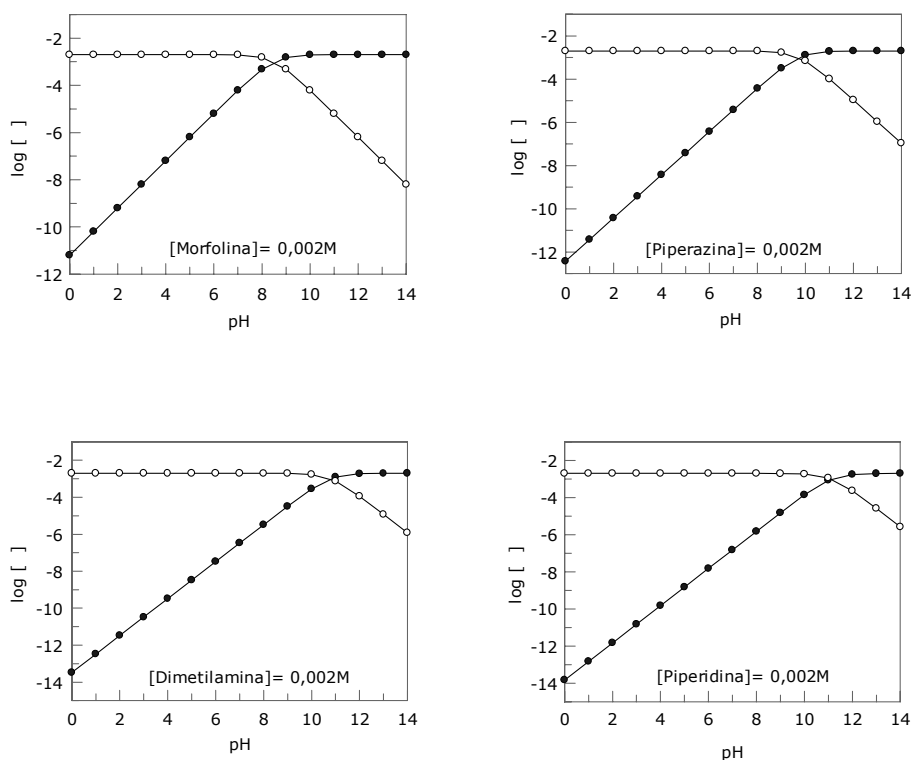 -2
-4
-6
-8
-10
-12
log [ ]
[Morfolina]= 0,002M
0 2 4 6 8 10 12 14
pH
-2
-4
-6
-8
-10
-12
log [ ]
[Piperazina]= 0,002M
0 2 4 6 8 10 12 14
pH
-2
-4
-6
-8
-10
-12
-14
log [ ]
[Dimetilamina]= 0,002M
0 2 4 6 8 10 12 14
pH
-2
-4
-6
-8
-10
-12
-14
log [ ]
[Piperidina]= 0,002M
0 2 4 6 8 10 12 14
pH